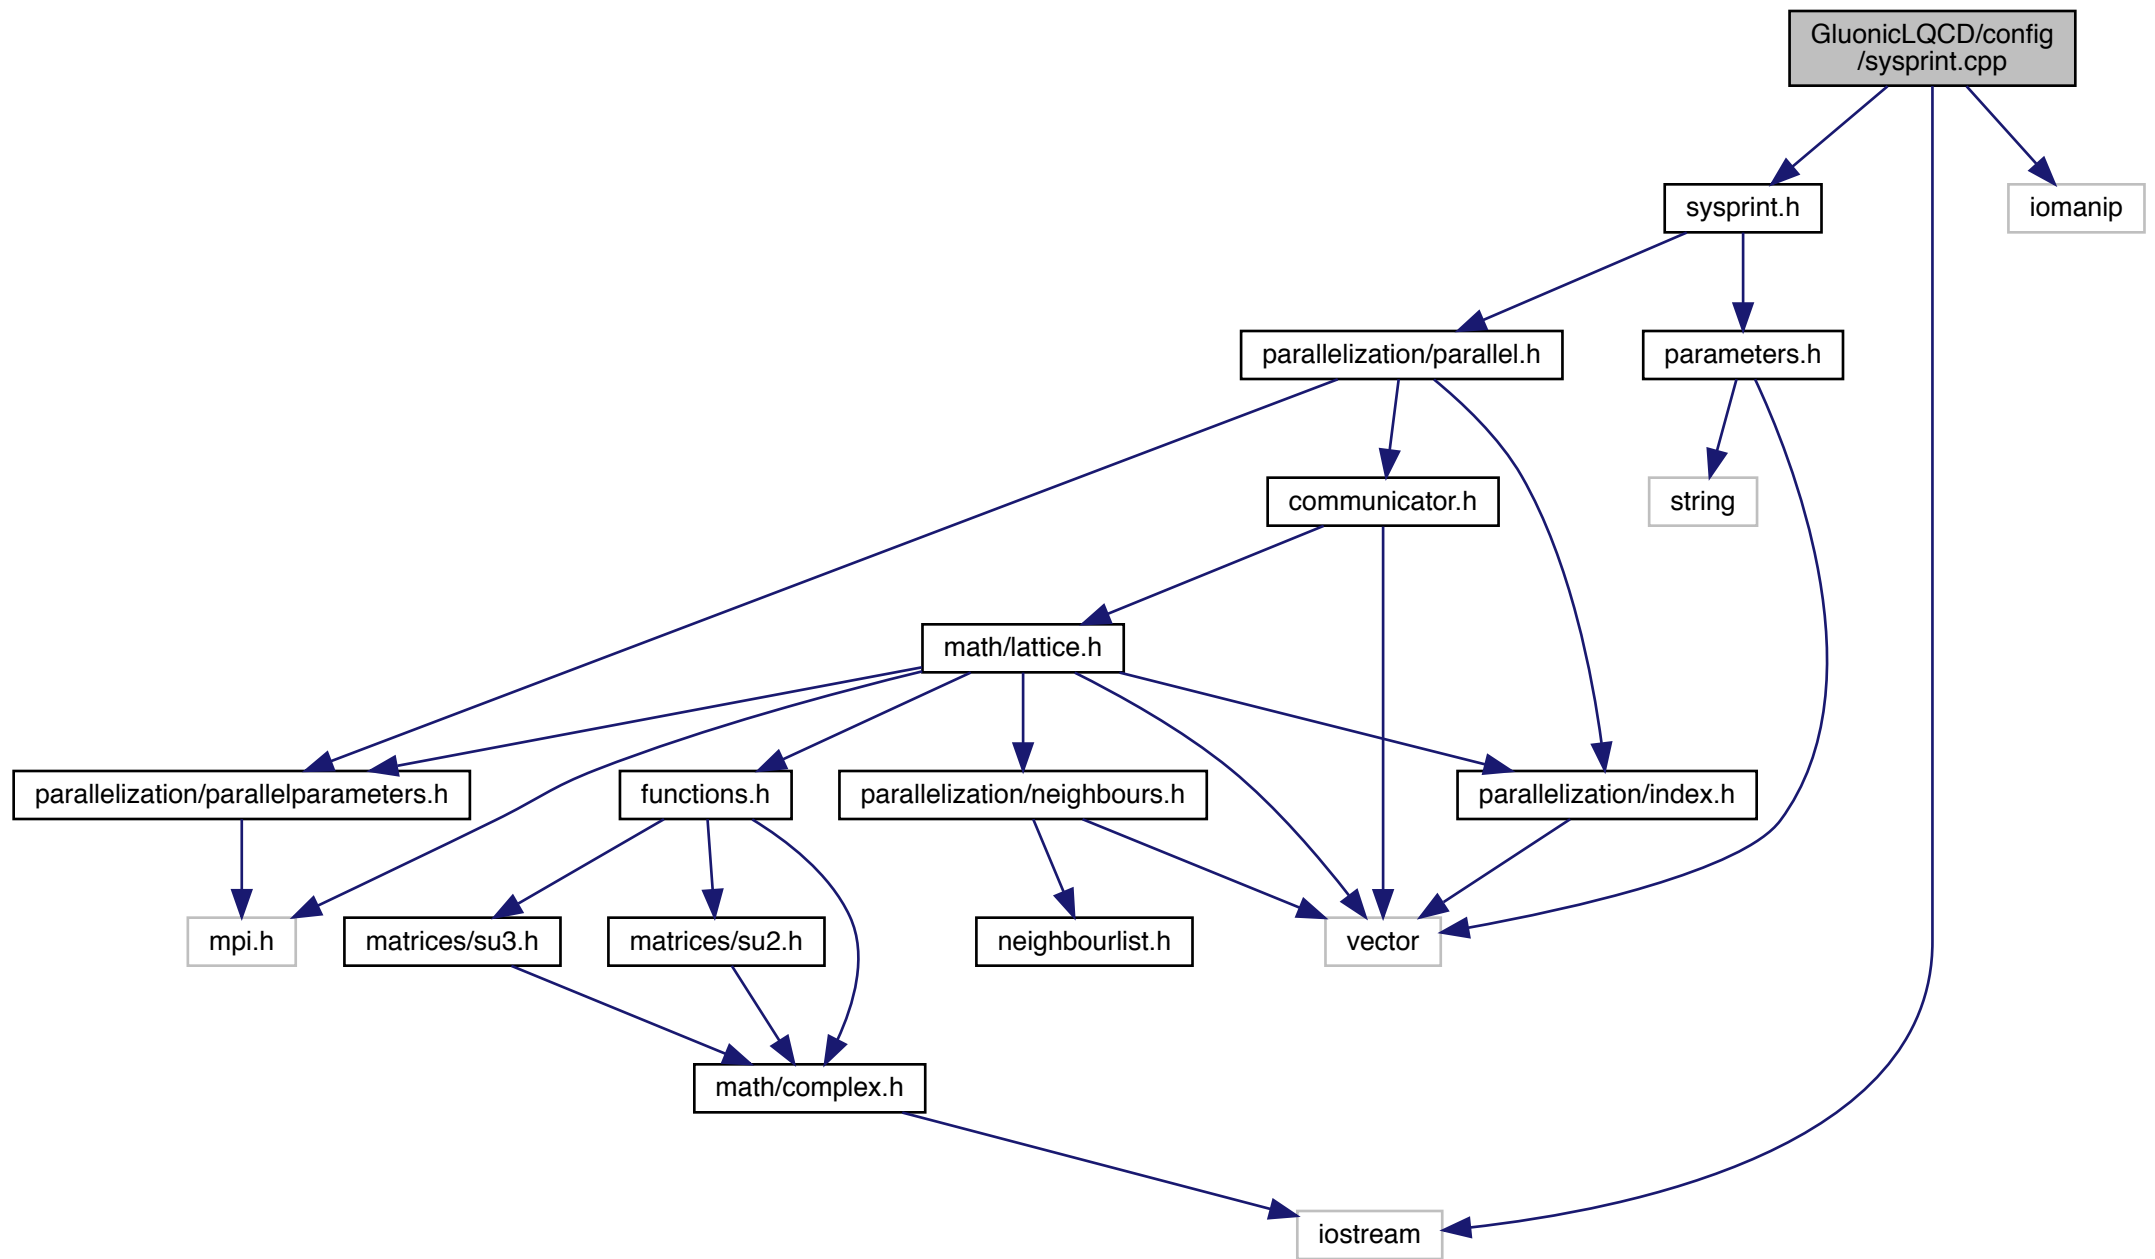 GluonicLQCD/config
/sysprint.cpp
sysprint.h
iomanip
parallelization/parallel.h
parameters.h
communicator.h
string
math/lattice.h
parallelization/parallelparameters.h
functions.h
parallelization/neighbours.h
parallelization/index.h
mpi.h
matrices/su3.h
matrices/su2.h
neighbourlist.h
vector
math/complex.h
iostream